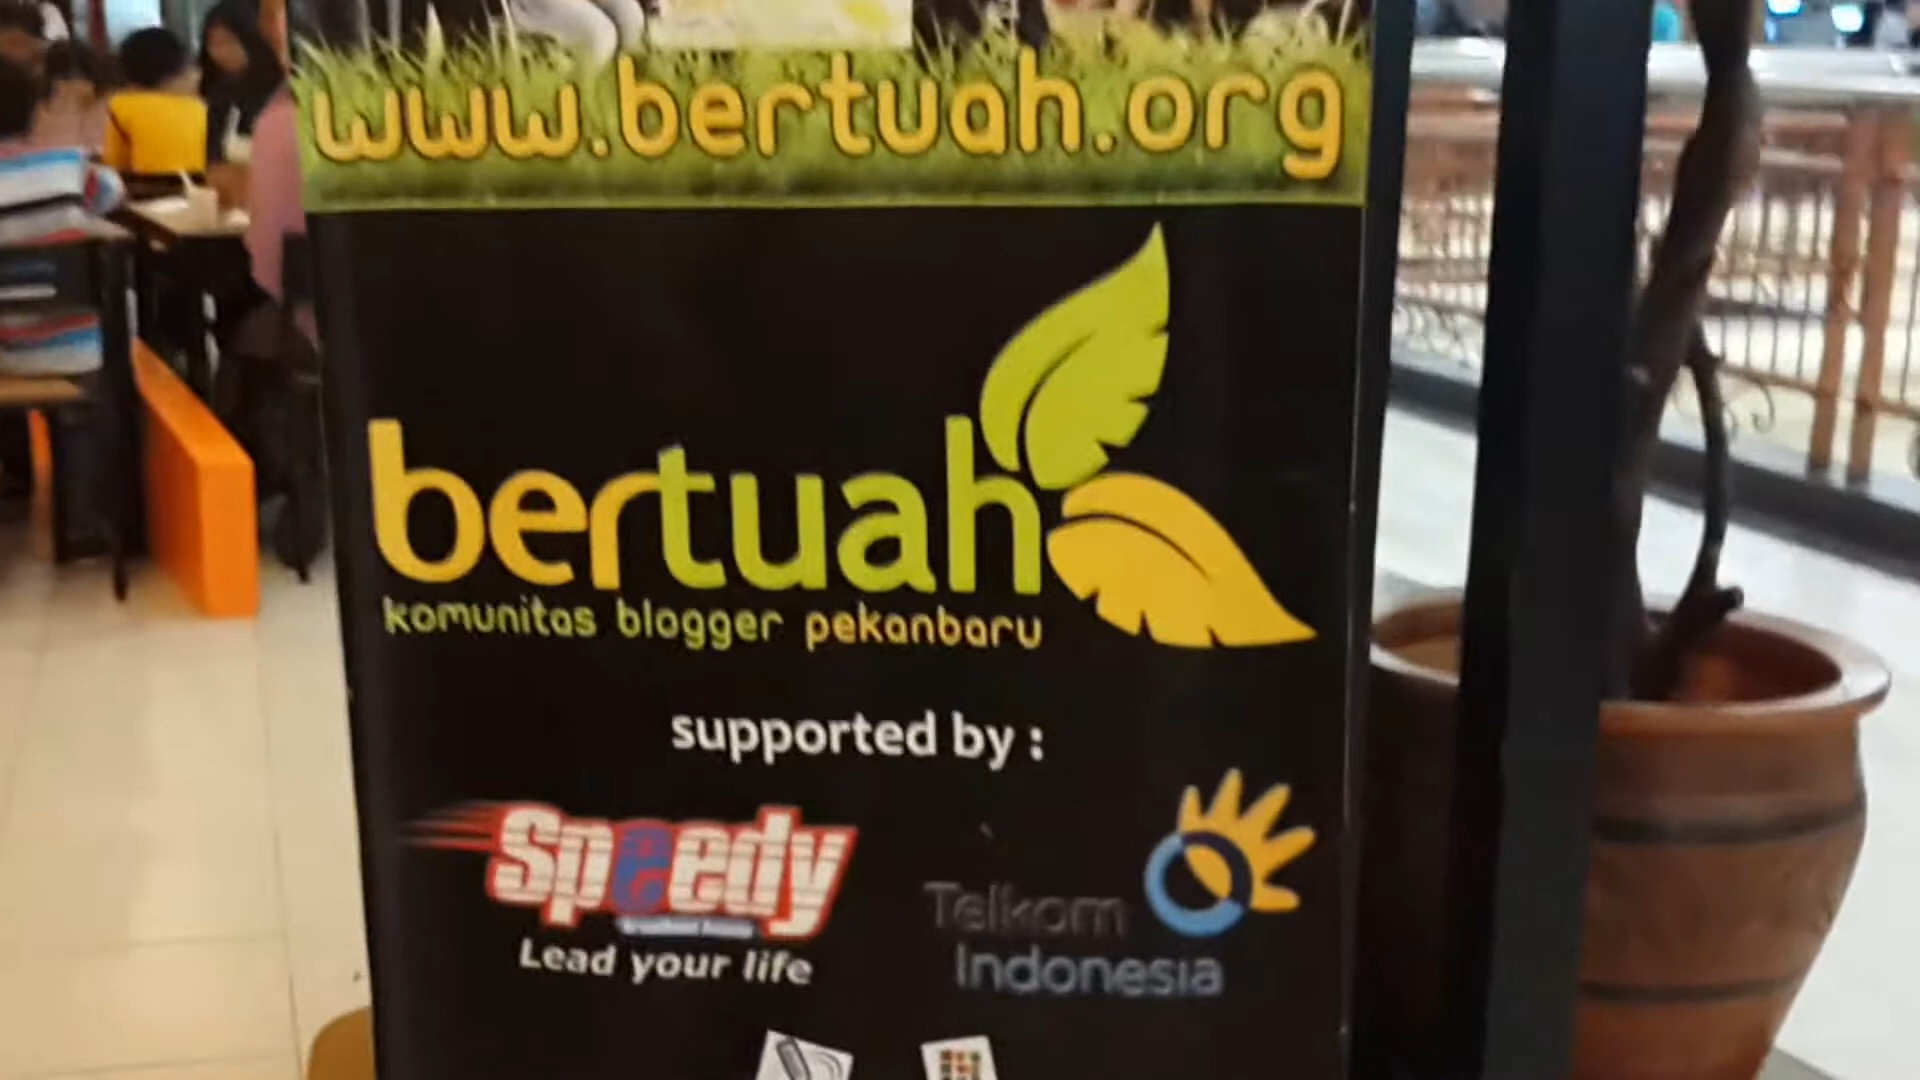 www.bertuah.org
bertuah
komunitas blogger pekanbaru
supported by :
Speedy
Lead your life
Telkom
Indonesia